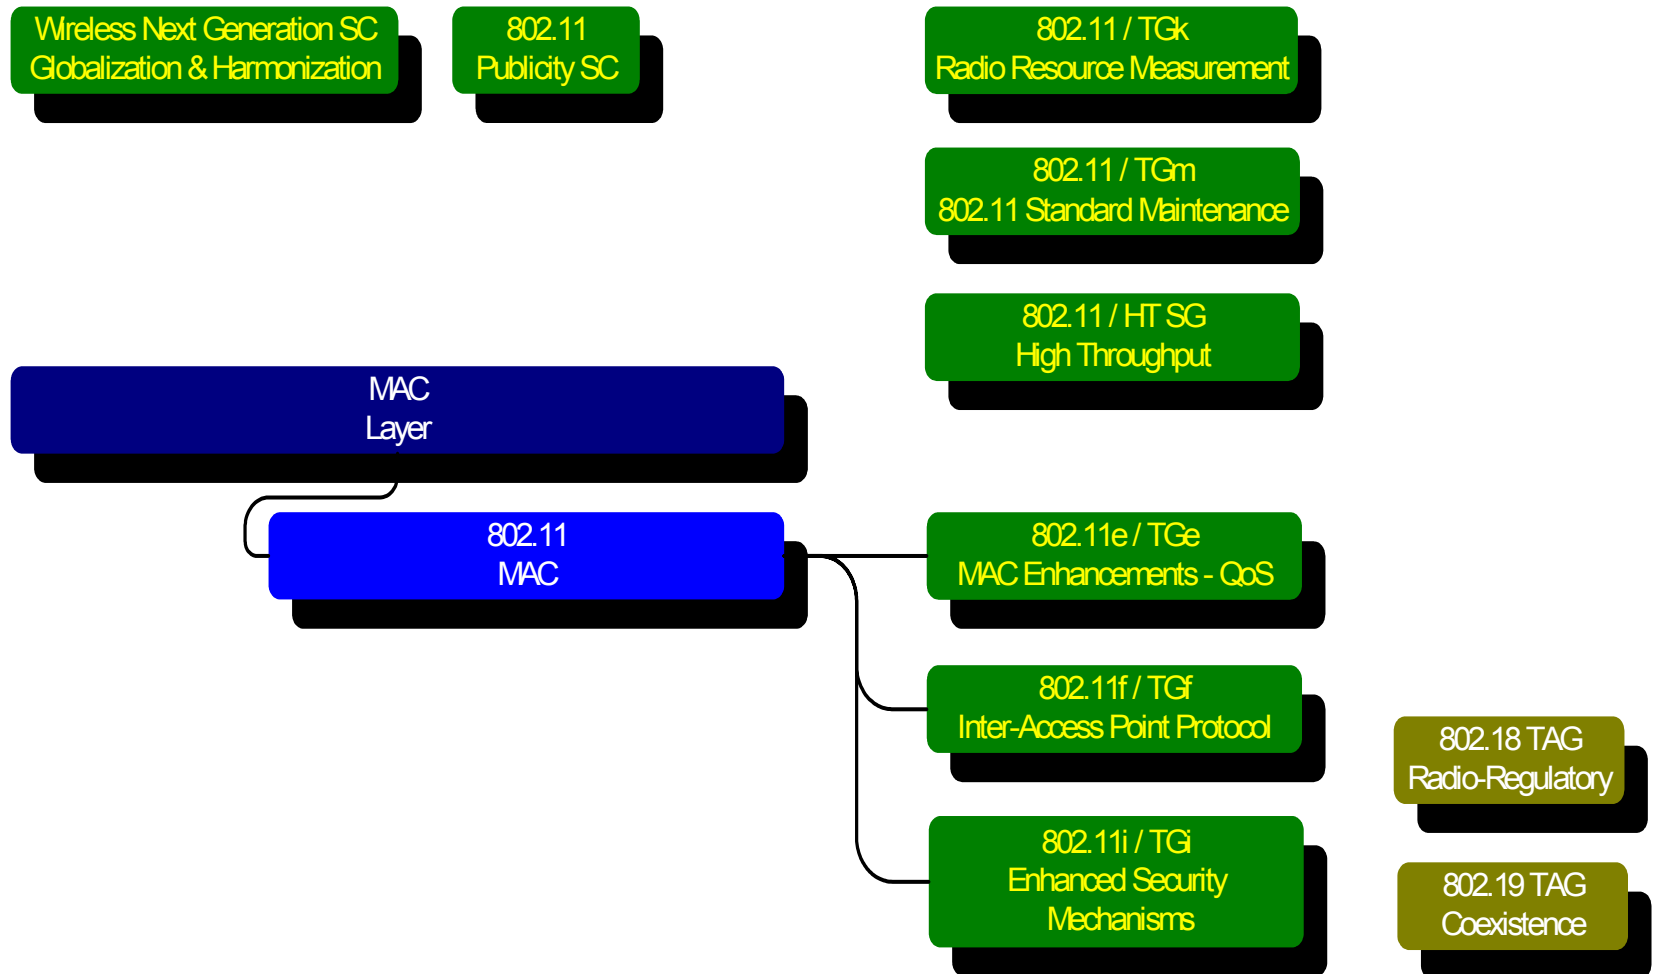 Wireless Next Generation SC
Globalization & Harmonization
802.11
Publicity SC
802.11 / TGk
Radio Resource Measurement
802.11 / TGm
802.11 Standard Maintenance
802.11 / HT SG
High Throughput
MAC
Layer
802.11
MAC
802.11e / TGe
MAC Enhancements - QoS
802.11f / TGf
Inter-Access Point Protocol
802.18 TAG
Radio-Regulatory
802.11i / TGi
Enhanced Security
Mechanisms
802.19 TAG
Coexistence